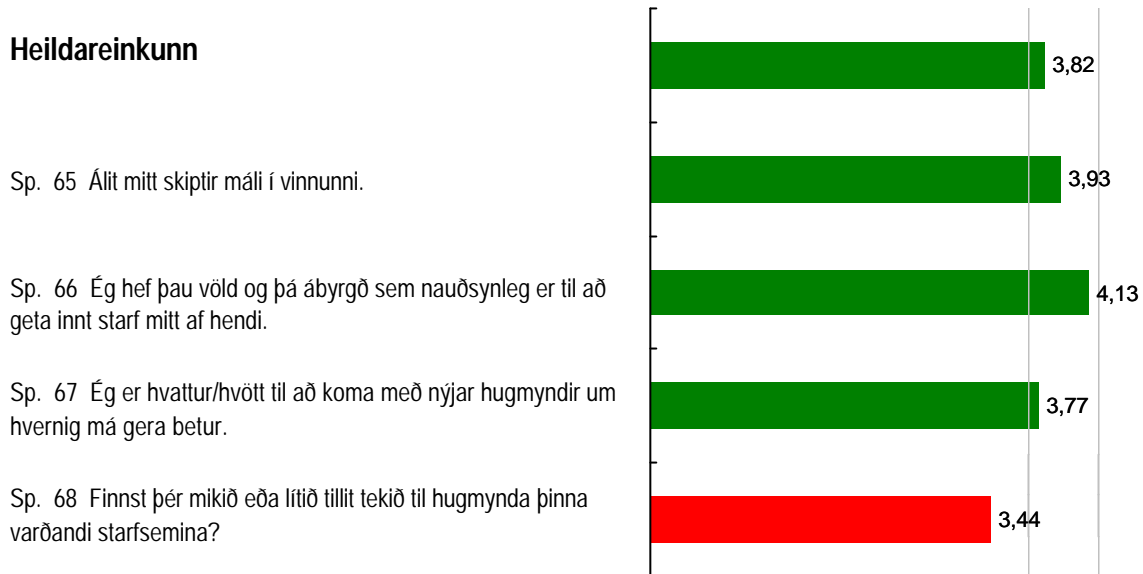 Heildareinkunn
3,82
Sp. 65 Álit mitt skiptir máli í vinnunni.
3,93
Sp. 66 Ég hef þau völd og þá ábyrgð sem nauðsynleg er til að
geta innt starf mitt af hendi.
4,13
Sp. 67 Ég er hvattur/hvött til að koma með nýjar hugmyndir um
hvernig má gera betur.
3,77
Sp. 68 Finnst þér mikið eða lítið tillit tekið til hugmynda þinna
varðandi starfsemina?
3,44